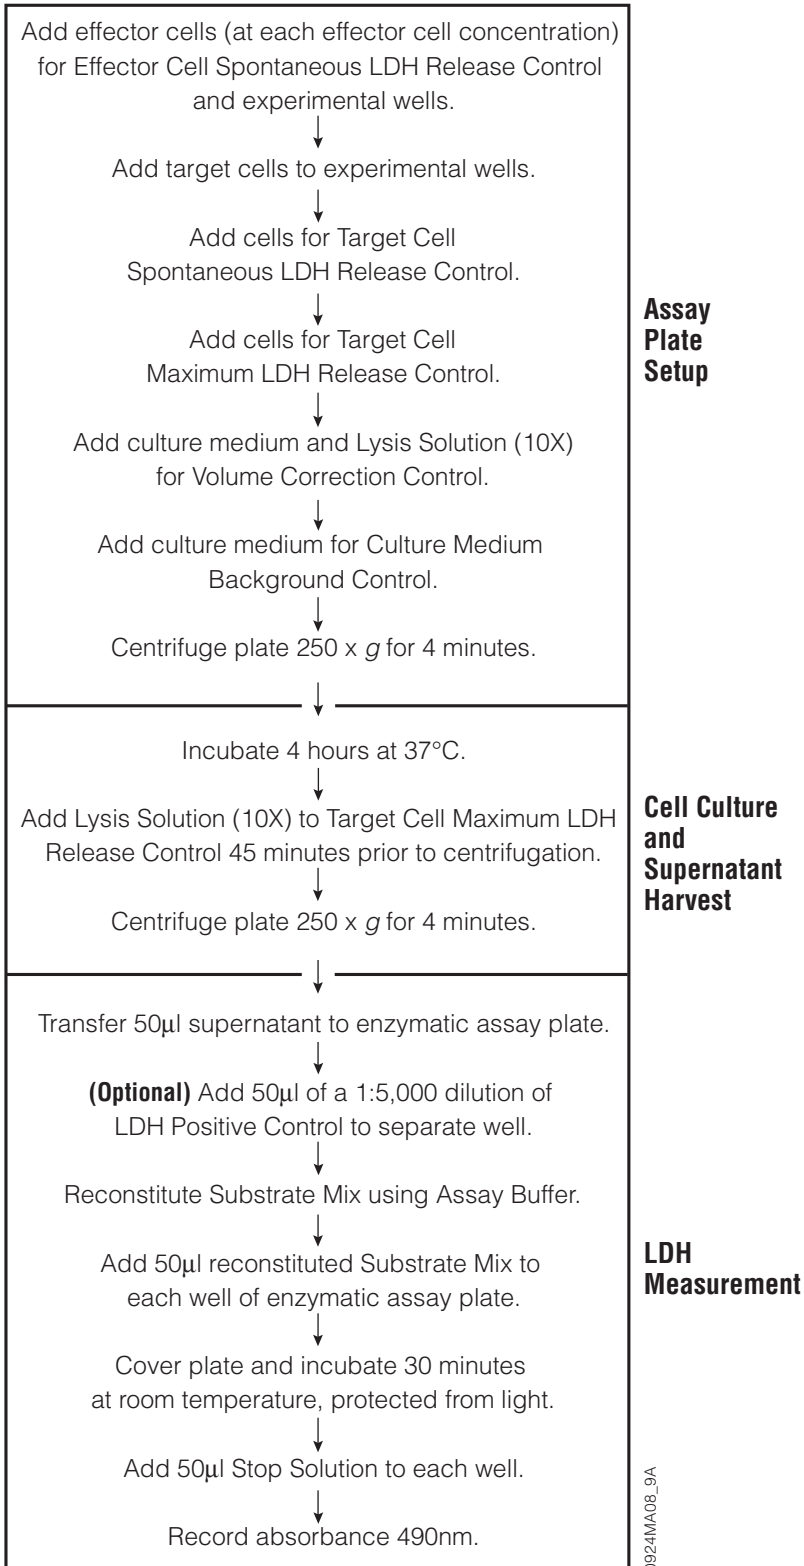 Add effector cells (at each effector cell concentration)
for Effector Cell Spontaneous LDH Release Control
and experimental wells.
Add target cells to experimental wells.
Add cells for Target Cell
Spontaneous LDH Release Control.
Add cells for Target Cell
Maximum LDH Release Control.
Add culture medium and Lysis Solution (10X)
for Volume Correction Control.
Add culture medium for Culture Medium
Background Control.
Centrifuge plate 250 x g for 4 minutes.
Assay
Plate
Setup
Incubate 4 hours at 37°C.
Add Lysis Solution (10X) to Target Cell Maximum LDH
Release Control 45 minutes prior to centrifugation.
Centrifuge plate 250 x g for 4 minutes.
Cell Culture
and
Supernatant
Harvest
Transfer 50µl supernatant to enzymatic assay plate.
(Optional) Add 50µl of a 1:5,000 dilution of
LDH Positive Control to separate well.
Reconstitute Substrate Mix using Assay Buffer.
Add 50µl reconstituted Substrate Mix to
each well of enzymatic assay plate.
Cover plate and incubate 30 minutes
at room temperature, protected from light.
Add 50µl Stop Solution to each well.
Record absorbance 490nm.
LDH
Measurement
0924MA08_9A